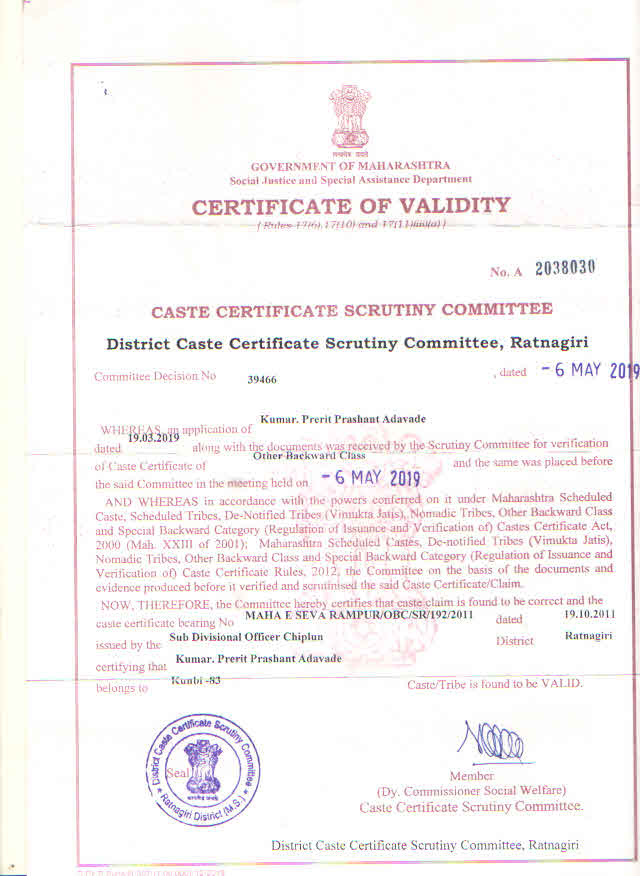 सत्यमेव जयते
GOVERNMENT OF MAHARASHTRA
Social Justice and Special Assistance Department
CERTIFICATE OF VALIDITY
( Rules 17(6),17(10) and 17(11)(iii)(a) )
No. A 2038030
CASTE CERTIFICATE SCRUTINY COMMITTEE
District Caste Certificate Scrutiny Committee, Ratnagiri
Committee Decision No 39466 , dated - 6 MAY 2019
WHEREAS, an application of Kumar. Prerit Prashant Adavade
dated 19.03.2019 along with the documents was received by the Scrutiny Committee for verification
of Caste Certificate of Other Backward Class and the same was placed before
the said Committee in the meeting held on - 6 MAY 2019
AND WHEREAS in accordance with the powers conferred on it under Maharashtra Scheduled
Caste, Scheduled Tribes, De-Notified Tribes (Vimukta Jatis), Nomadic Tribes, Other Backward Class
and Special Backward Category (Regulation of Issuance and Verification of) Castes Certificate Act,
2000 (Mah. XXIII of 2001); Maharashtra Scheduled Castes, De-notified Tribes (Vimukta Jatis),
Nomadic Tribes, Other Backward Class and Special Backward Category (Regulation of Issuance and
Verification of) Caste Certificate Rules, 2012, the Committee on the basis of the documents and
evidence produced before it verified and scrutinised the said Caste Certificate/Claim.
NOW, THEREFORE, the Committee hereby certifies that caste claim is found to be correct and the
caste certificate bearing No MAHA E SEVA RAMPUR/OBC/SR/192/2011 dated 19.10.2011
issued by the Sub Divisional Officer Chiplun District Ratnagiri
certifying that Kumar. Prerit Prashant Adavade
belongs to Kunbi -83 Caste/Tribe is found to be VALID.
District Caste Certificate Scrutiny Committee
Seal
सत्यमेव जयते
Ratnagiri District (M.S.)
Member
(Dy. Commissioner Social Welfare)
Caste Certificate Scrutiny Committee.
District Caste Certificate Scrutiny Committee, Ratnagiri